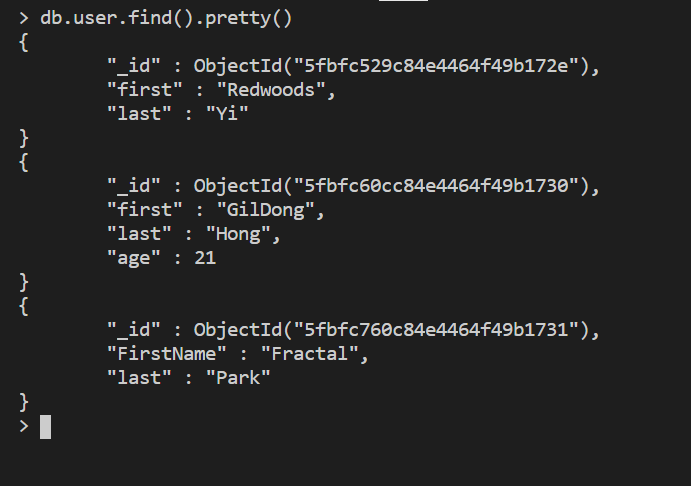 > db.user.find().pretty()
{
        "_id" : ObjectId("5fbfc529c84e4464f49b172e"),
        "first" : "Redwoods",
        "last" : "Yi"
}
{
        "_id" : ObjectId("5fbfc60cc84e4464f49b1730"),
        "first" : "GilDong",
        "last" : "Hong",
        "age" : 21
}
{
        "_id" : ObjectId("5fbfc760c84e4464f49b1731"),
        "FirstName" : "Fractal",
        "last" : "Park"
}
>